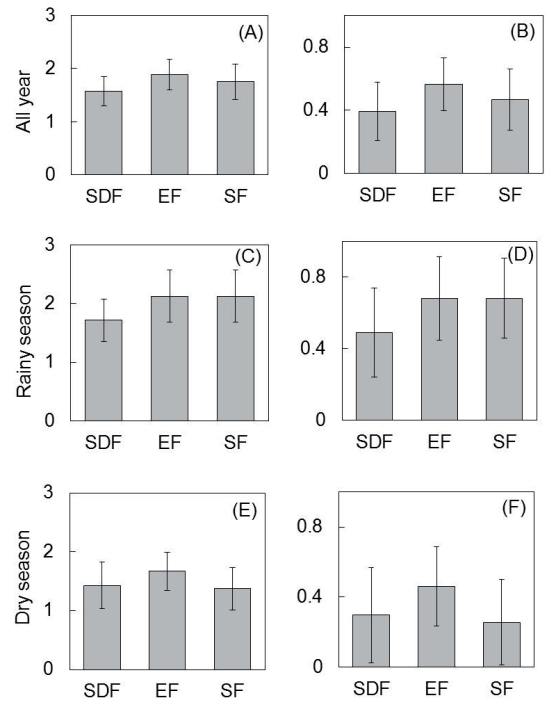 3
2
1
0
All year
(A)
SDF EF SF
0.8
0.4
0
(B)
SDF EF SF
3
2
1
0
Rainy season
(C)
SDF EF SF
0.8
0.4
0
(D)
SDF EF SF
3
2
1
0
Dry season
(E)
SDF EF SF
0.8
0.4
0
(F)
SDF EF SF